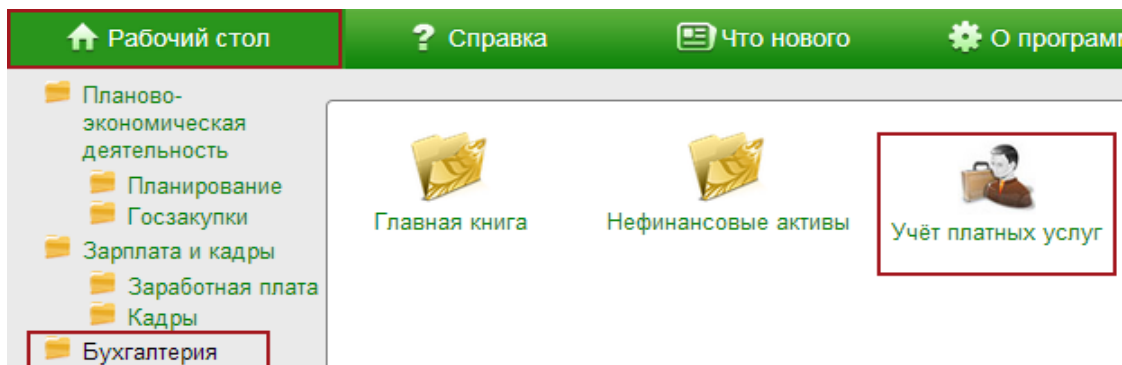 Рабочий стол
? Справка
Что нового
О програм
Планово-
экономическая
деятельность
Планирование
Госзакупки
Зарплата и кадры
Заработная плата
Кадры
Бухгалтерия
Главная книга
Нефинансовые активы
Учёт платных услуг